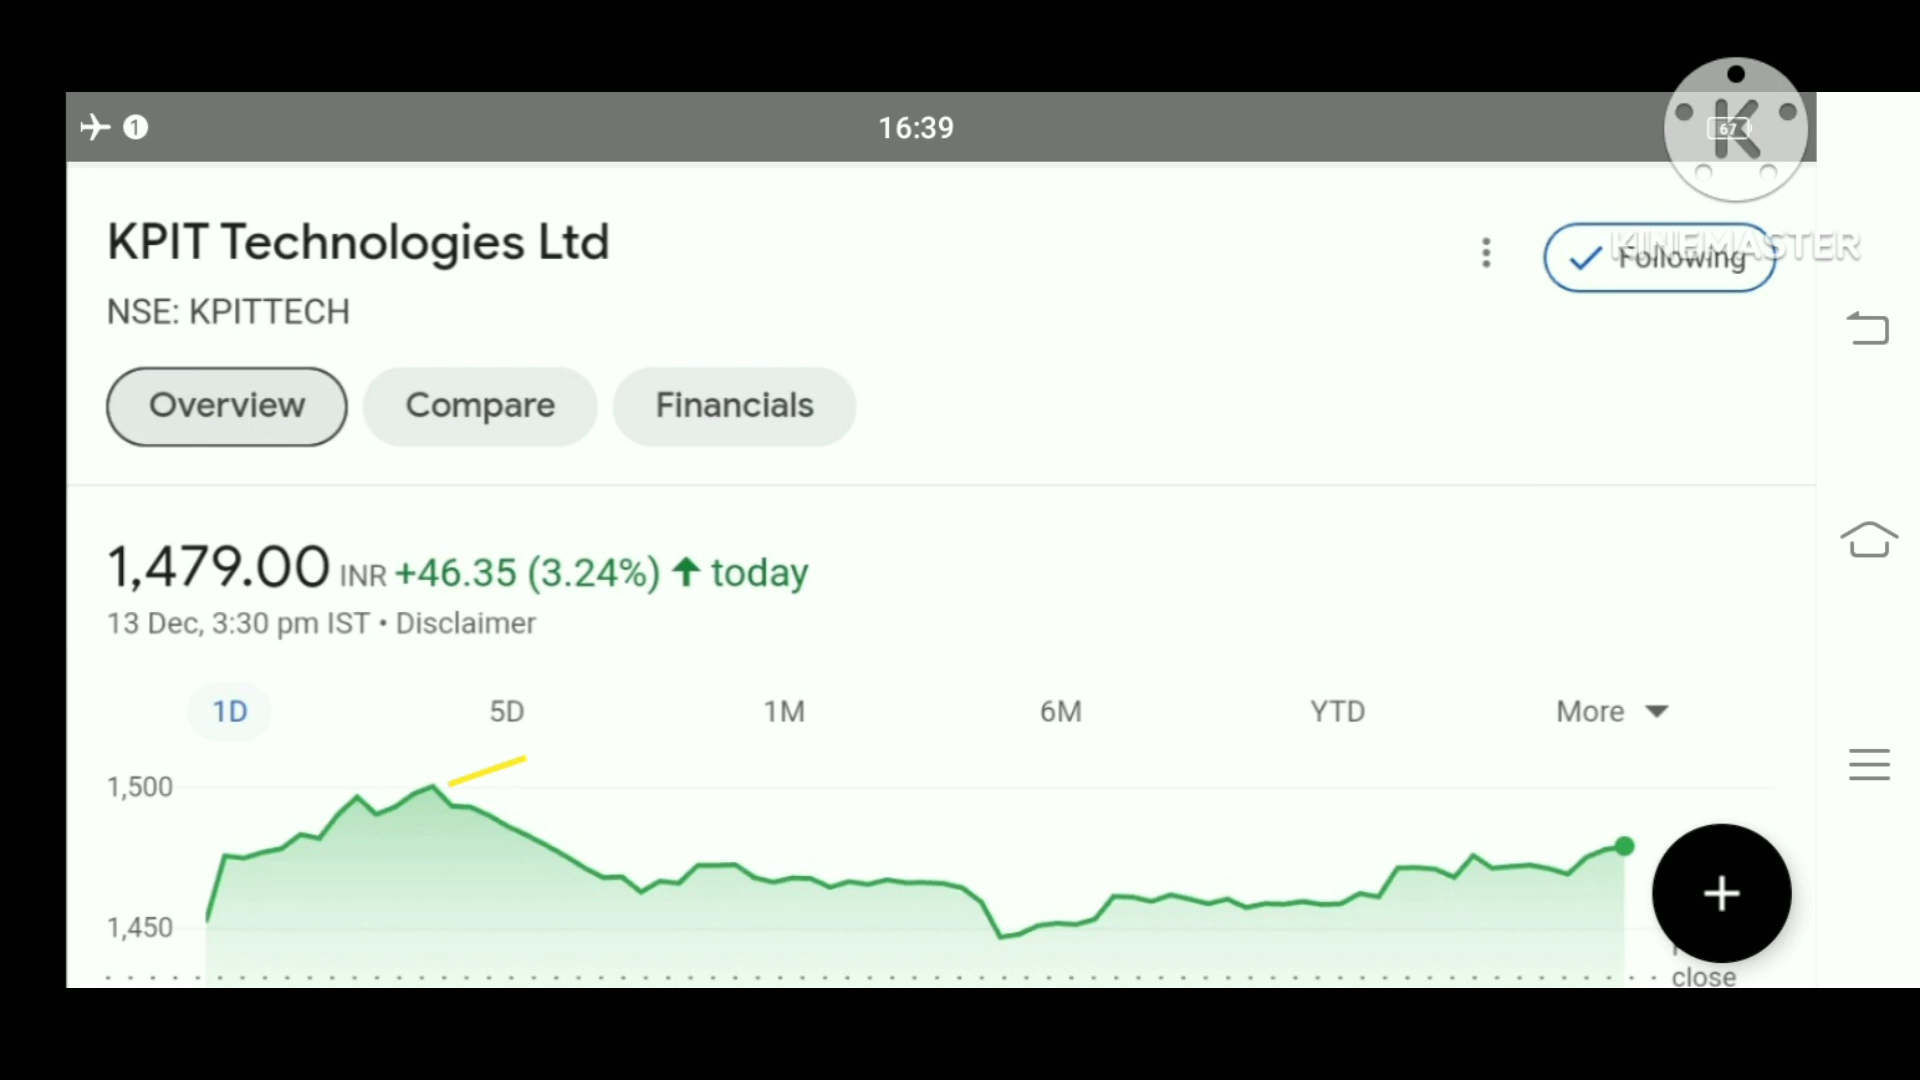 1
16:39
67
K
KINEMASTER
KPIT Technologies Ltd
Following
NSE: KPITTECH
Overview
Compare
Financials
1,479.00 INR +46.35 (3.24%) ↑ today
13 Dec, 3:30 pm IST • Disclaimer
1D
5D
1M
6M
YTD
More
1,500
1,450
+
close